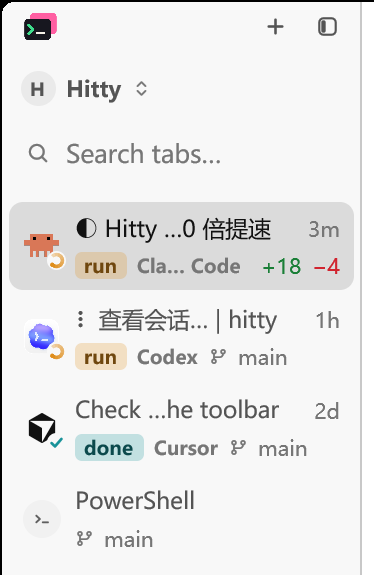 H Hitty
Search tabs...
Hitty ...0 倍提速 3m
run Cla... Code +18 −4
查看会话... | hitty 1h
run Codex main
Check ...he toolbar 2d
done Cursor main
PowerShell
main